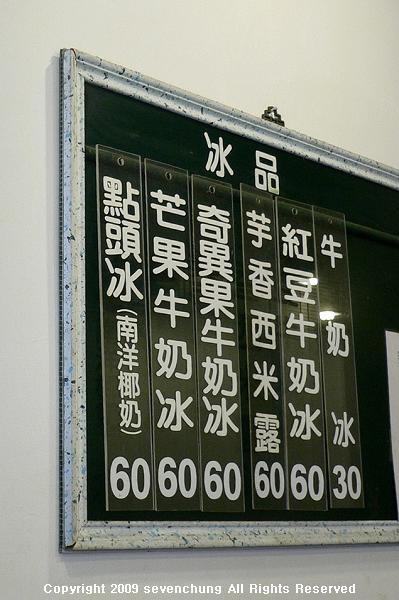 冰品
牛奶冰 30
紅豆牛奶冰 60
芋香西米露 60
奇異果牛奶冰 60
芒果牛奶冰 60
點頭冰(南洋椰奶) 60
Copyright 2009 sevenchung All Rights Reserved